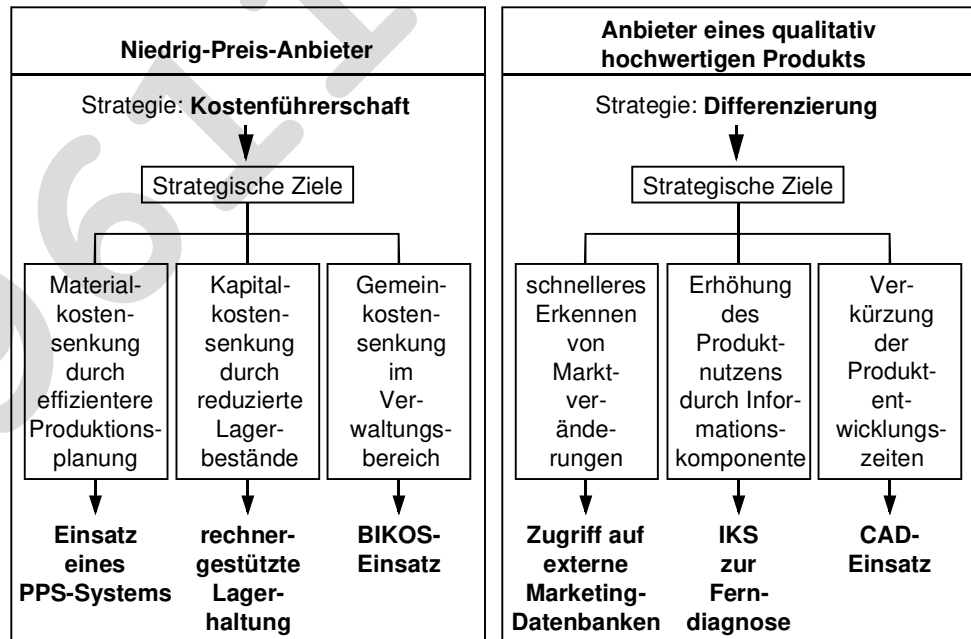 Niedrig-Preis-Anbieter
Strategie: Kostenführerschaft
Strategische Ziele
Material-
kosten-
senkung
durch
effizientere
Produktions-
planung
Kapital-
kosten-
senkung
durch
reduzierte
Lager-
bestände
Gemein-
kosten-
senkung
im
Ver-
waltungs-
bereich
Einsatz
eines
PPS-Systems
rechner-
gestützte
Lager-
haltung
BIKOS-
Einsatz
Anbieter eines qualitativ
hochwertigen Produkts
Strategie: Differenzierung
Strategische Ziele
schnelleres
Erkennen
von
Markt-
ver-
ände-
rungen
Erhöhung
des
Produkt-
nutzens
durch Infor-
mations-
komponente
Ver-
kürzung
der
Produkt-
ent-
wicklungs-
zeiten
Zugriff auf
externe
Marketing-
Datenbanken
IKS
zur
Fern-
diagnose
CAD-
Einsatz